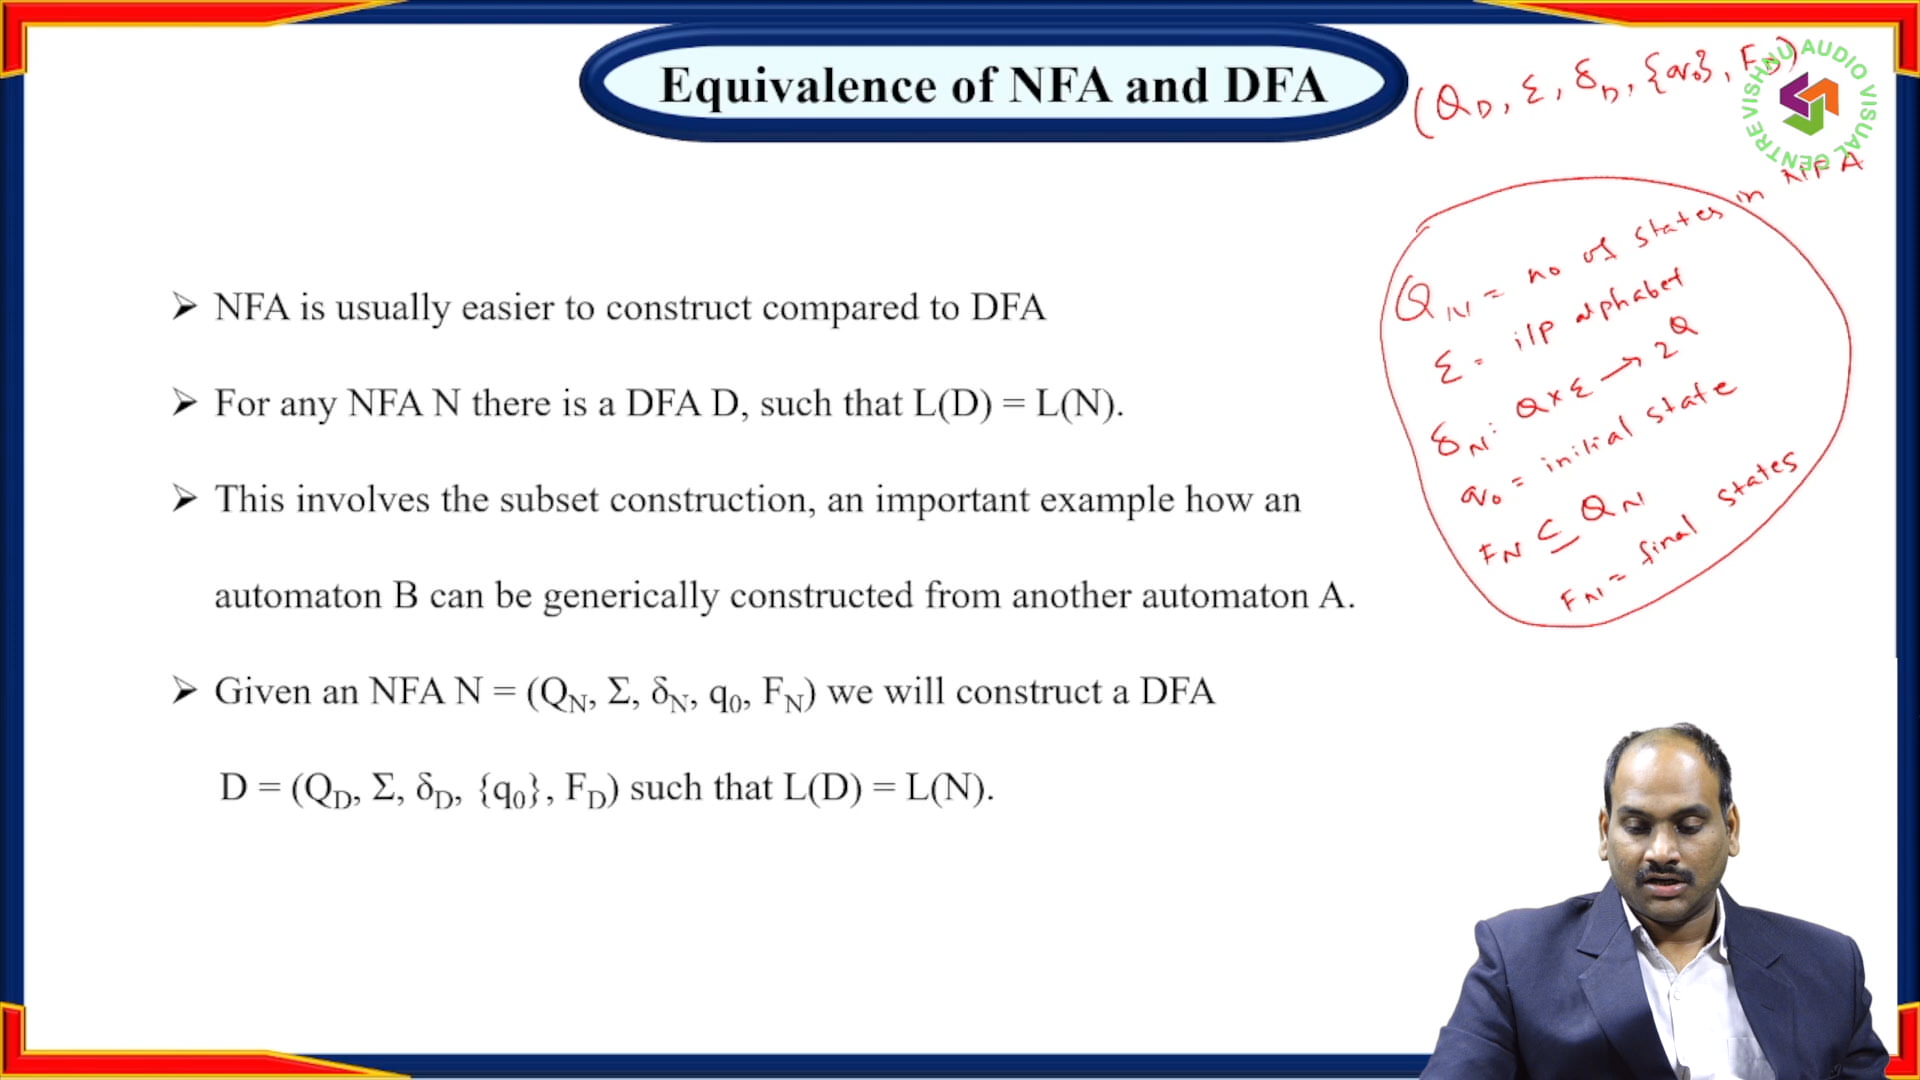 Equivalence of NFA and DFA
(Q_D, Σ, δ_D, {q₀}, F_D)
VISHNU AUDIO VISUAL CENTRE
➢ NFA is usually easier to construct compared to DFA
➢ For any NFA N there is a DFA D, such that L(D) = L(N).
➢ This involves the subset construction, an important example how an
automaton B can be generically constructed from another automaton A.
➢ Given an NFA N = (Q_N, Σ, δ_N, q₀, F_N) we will construct a DFA
D = (Q_D, Σ, δ_D, {q₀}, F_D) such that L(D) = L(N).
Q_N = no of states in NFA
Σ = i/p alphabet
δ_N: Q×Σ → 2^Q
q₀ = initial state
F_N ⊆ Q_N
F_N = final states